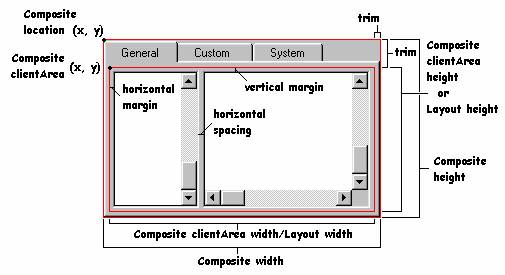 Composite
location (x, y)
trim
General
Custom
System
trim
Composite
clientArea (x, y)
Composite
clientArea
height
or
Layout height
horizontal
margin
vertical margin
horizontal
spacing
Composite
height
Composite clientArea width/Layout width
Composite width